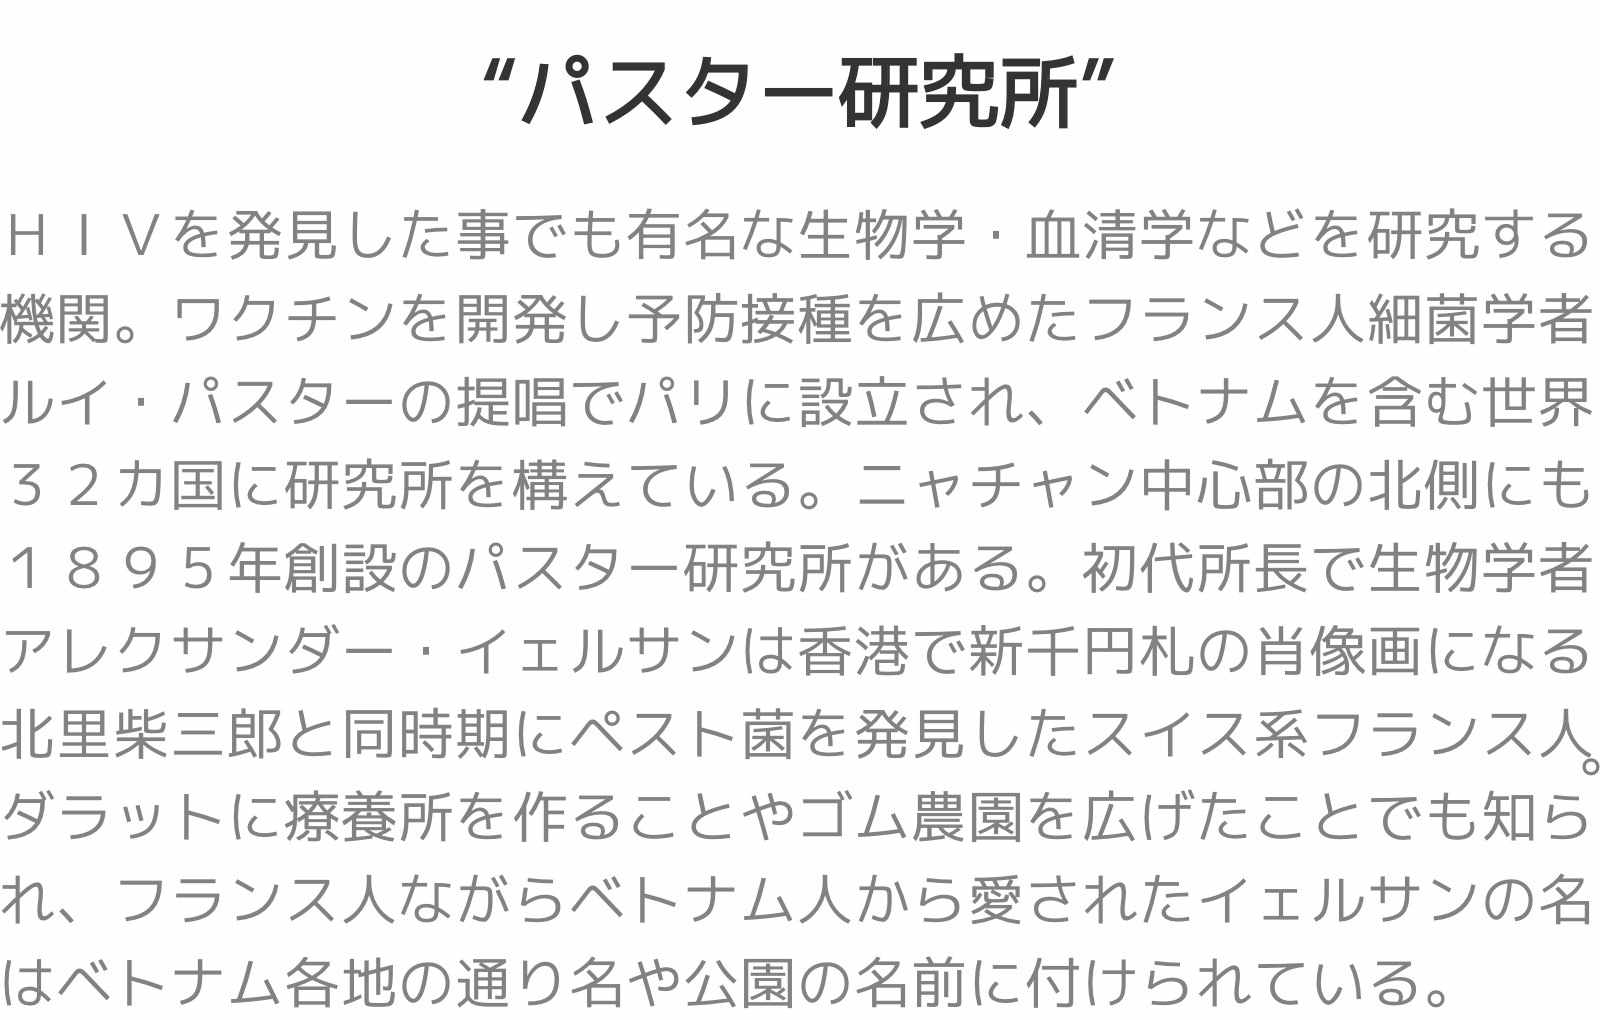 “パスター研究所”
ＨＩＶを発見した事でも有名な生物学・血清学などを研究する
機関。ワクチンを開発し予防接種を広めたフランス人細菌学者
ルイ・パスターの提唱でパリに設立され、ベトナムを含む世界
３２カ国に研究所を構えている。ニャチャン中心部の北側にも
１８９５年創設のパスター研究所がある。初代所長で生物学者
アレクサンダー・イェルサンは香港で新千円札の肖像画になる
北里柴三郎と同時期にペスト菌を発見したスイス系フランス人。
ダラットに療養所を作ることやゴム農園を広げたことでも知ら
れ、フランス人ながらベトナム人から愛されたイェルサンの名
はベトナム各地の通り名や公園の名前に付けられている。